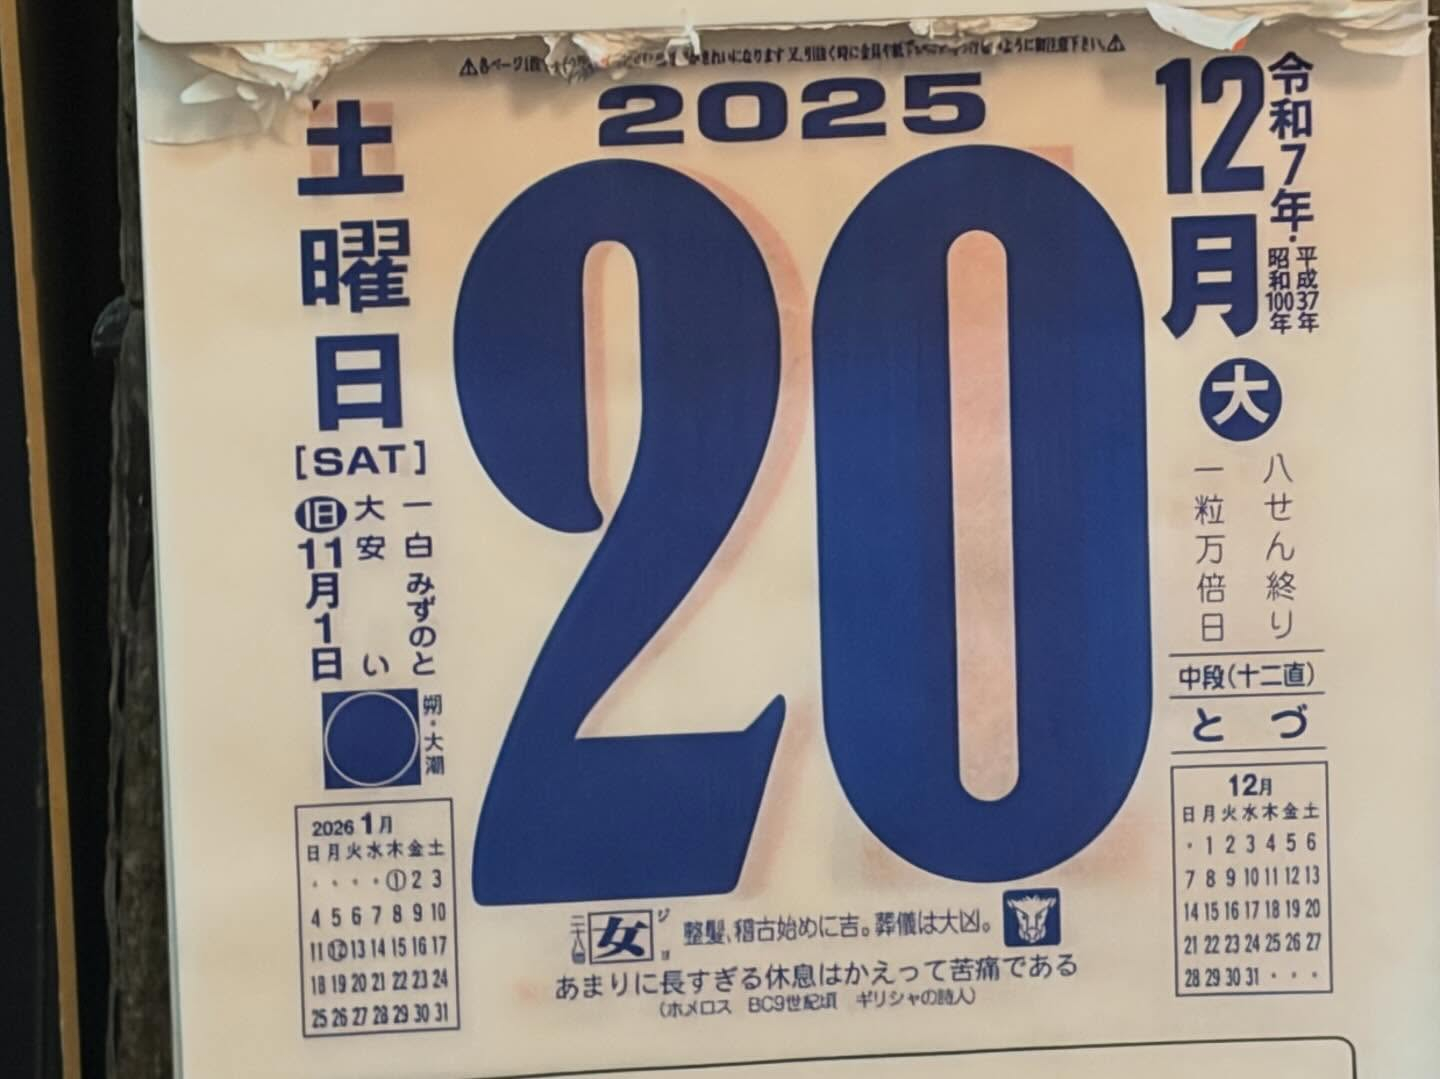 2025
12月
令和7年・
平成37年
昭和100年
大
八せん終り
一粒万倍日
中段(十二直)
とづ
土曜日
[SAT]
一白みずのと
大安 い
旧11月1日
朔・大潮
20
2026 1月
日月火水木金土
・・・・1 2 3
4 5 6 7 8 9 10
11 12 13 14 15 16 17
18 19 20 21 22 23 24
25 26 27 28 29 30 31
女
整髪、稽古始めに吉。葬儀は大凶。
あまりに長すぎる休息はかえって苦痛である
(ホメロス BC9世紀頃 ギリシャの詩人)
12月
日月火水木金土
・1 2 3 4 5 6
7 8 9 10 11 12 13
14 15 16 17 18 19 20
21 22 23 24 25 26 27
28 29 30 31・・・